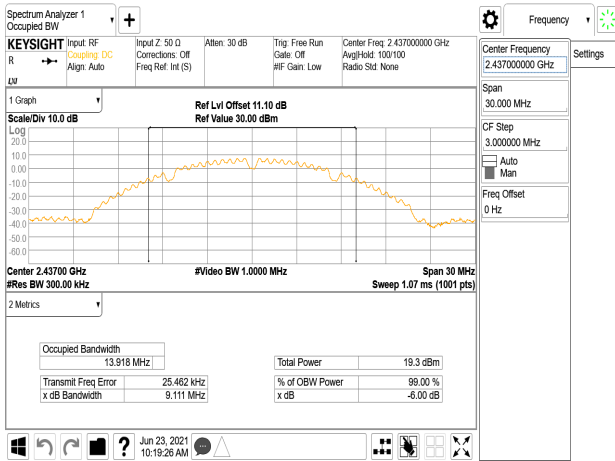 Spectrum Analyzer 1
Occupied BW
Frequency
KEYSIGHT
R
LXI
Input: RF
Coupling: DC
Align: Auto
Input Z: 50 Ω
Corrections: Off
Freq Ref: Int (S)
Atten: 30 dB
Trig: Free Run
Gate: Off
#IF Gain: Low
Center Freq: 2.437000000 GHz
Avg|Hold: 100/100
Radio Std: None
Center Frequency
2.437000000 GHz
Settings
Span
30.000 MHz
CF Step
3.000000 MHz
Auto
Man
Freq Offset
0 Hz
1 Graph
Scale/Div 10.0 dB
Ref Lvl Offset 11.10 dB
Ref Value 30.00 dBm
Log
20.0
10.0
0.00
-10.0
-20.0
-30.0
-40.0
-50.0
-60.0
Center 2.43700 GHz
#Video BW 1.0000 MHz
Span 30 MHz
#Res BW 300.00 kHz
Sweep 1.07 ms (1001 pts)
2 Metrics
Occupied Bandwidth
13.918 MHz
Total Power 19.3 dBm
Transmit Freq Error 25.462 kHz
% of OBW Power 99.00 %
x dB Bandwidth 9.111 MHz
x dB -6.00 dB
Jun 23, 2021
10:19:26 AM